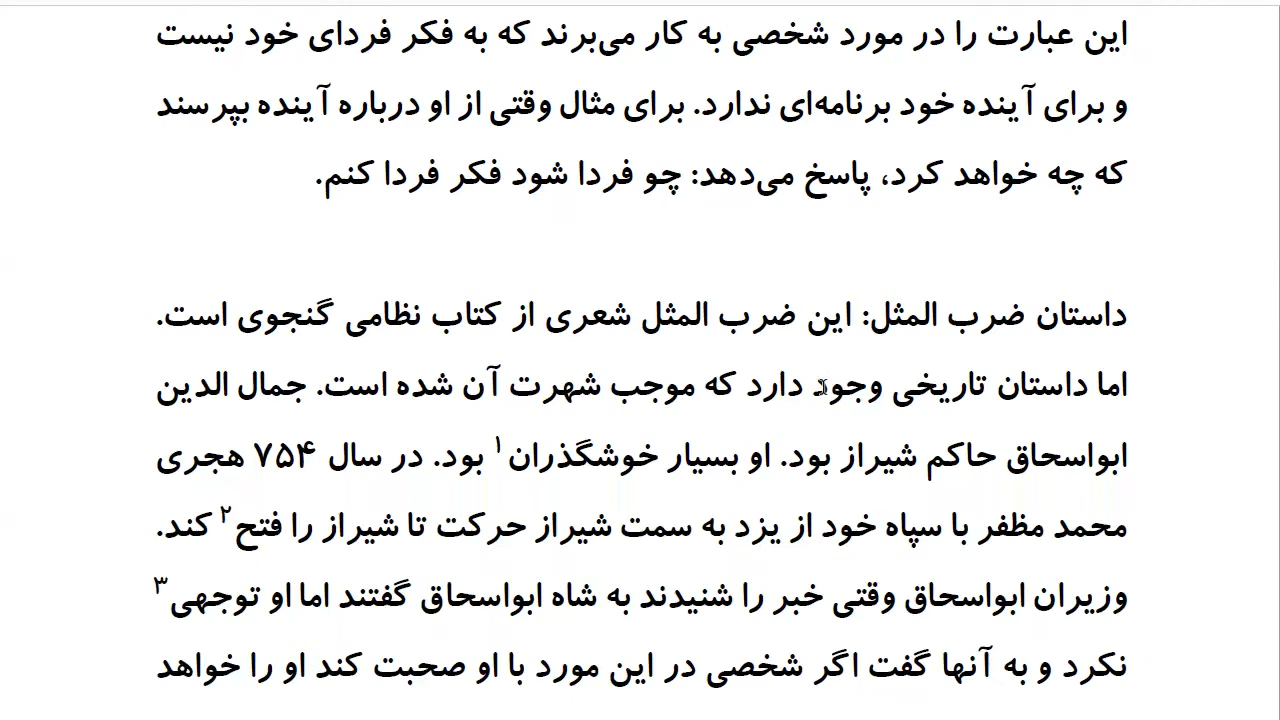 این عبارت را در مورد شخصی به کار می‌برند که به فکر فردای خود نیست
و برای آینده خود برنامه‌ای ندارد. برای مثال وقتی از او درباره آینده بپرسند
که چه خواهد کرد، پاسخ می‌دهد: چو فردا شود فکر فردا کنم.
داستان ضرب المثل: این ضرب المثل شعری از کتاب نظامی گنجوی است.
اما داستان تاریخی وجود دارد که موجب شهرت آن شده است. جمال الدین
ابواسحاق حاکم شیراز بود. او بسیار خوشگذران۱ بود. در سال ۷۵۴ هجری
محمد مظفر با سپاه خود از یزد به سمت شیراز حرکت تا شیراز را فتح۲ کند.
وزیران ابواسحاق وقتی خبر را شنیدند به شاه ابواسحاق گفتند اما او توجهی۳
نکرد و به آنها گفت اگر شخصی در این مورد با او صحبت کند او را خواهد